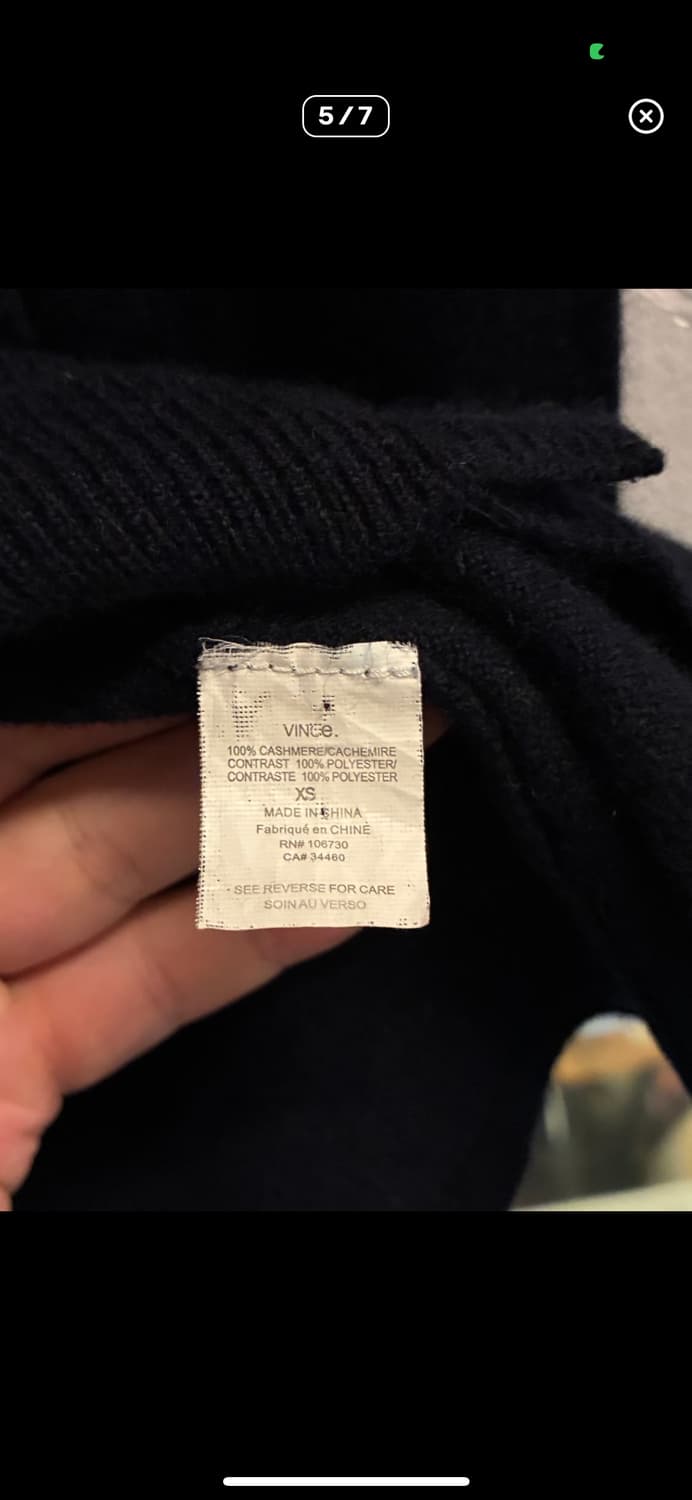 5/7
VINCE.
100% CASHMERE/CACHEMIRE
CONTRAST 100% POLYESTER/
CONTRASTE 100% POLYESTER
XS
MADE IN CHINA
Fabriqué en CHINE
RN# 106730
CA# 34460
SEE REVERSE FOR CARE
SOIN AU VERSO